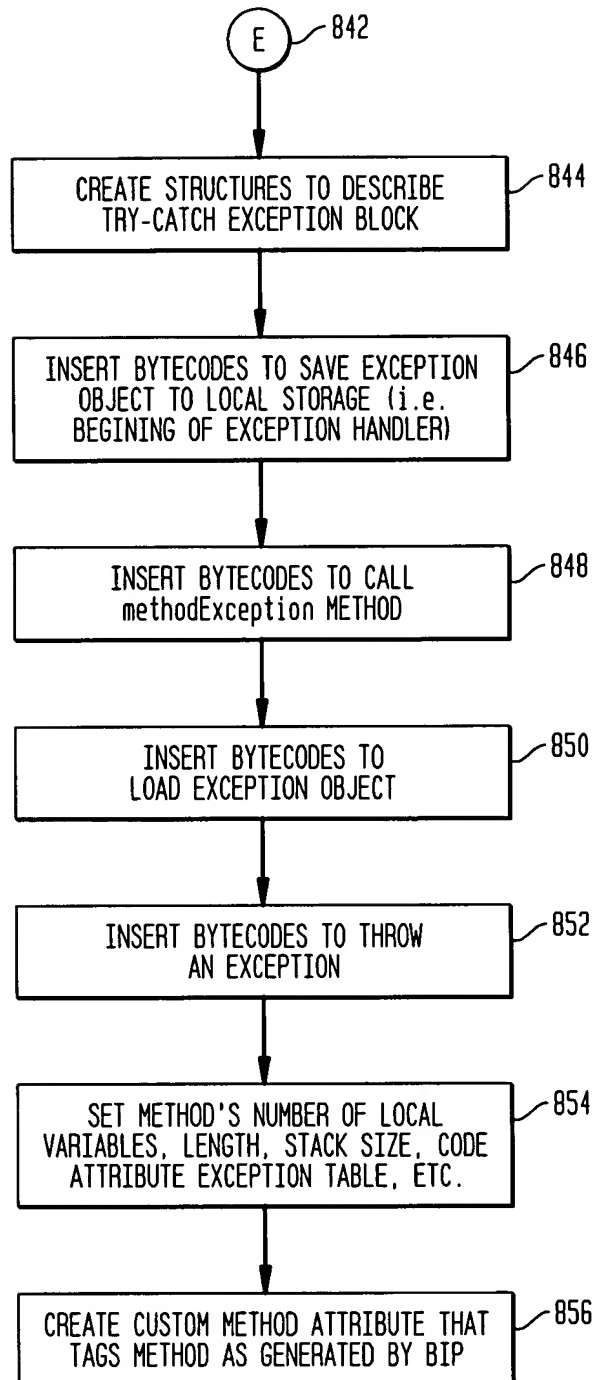 E
842
CREATE STRUCTURES TO DESCRIBE
TRY-CATCH EXCEPTION BLOCK
844
INSERT BYTECODES TO SAVE EXCEPTION
OBJECT TO LOCAL STORAGE (i.e.
BEGINING OF EXCEPTION HANDLER)
846
INSERT BYTECODES TO CALL
methodException METHOD
848
INSERT BYTECODES TO
LOAD EXCEPTION OBJECT
850
INSERT BYTECODES TO THROW
AN EXCEPTION
852
SET METHOD'S NUMBER OF LOCAL
VARIABLES, LENGTH, STACK SIZE, CODE
ATTRIBUTE EXCEPTION TABLE, ETC.
854
CREATE CUSTOM METHOD ATTRIBUTE THAT
TAGS METHOD AS GENERATED BY BIP
856